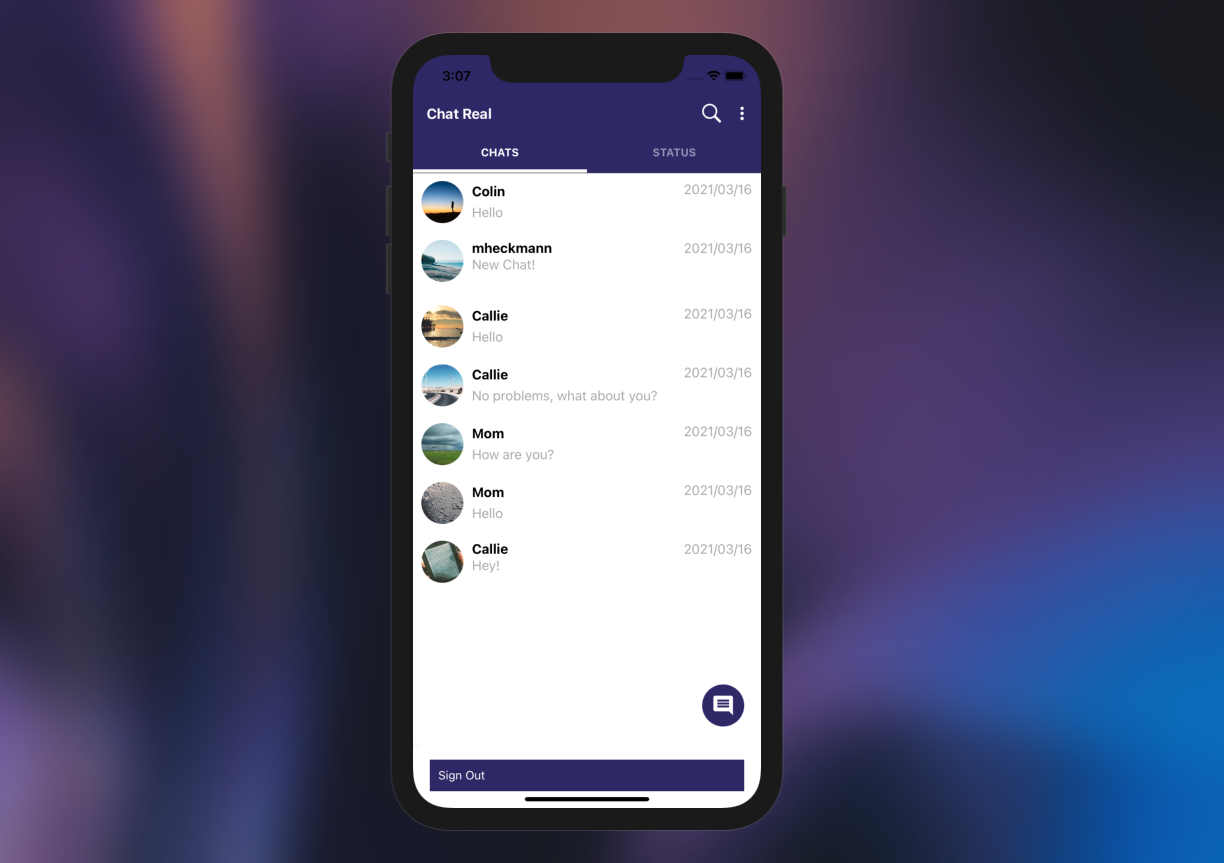 3:07
Chat Real
CHATS
STATUS
Colin
2021/03/16
Hello
mheckmann
2021/03/16
New Chat!
Callie
2021/03/16
Hello
Callie
2021/03/16
No problems, what about you?
Mom
2021/03/16
How are you?
Mom
2021/03/16
Hello
Callie
2021/03/16
Hey!
Sign Out